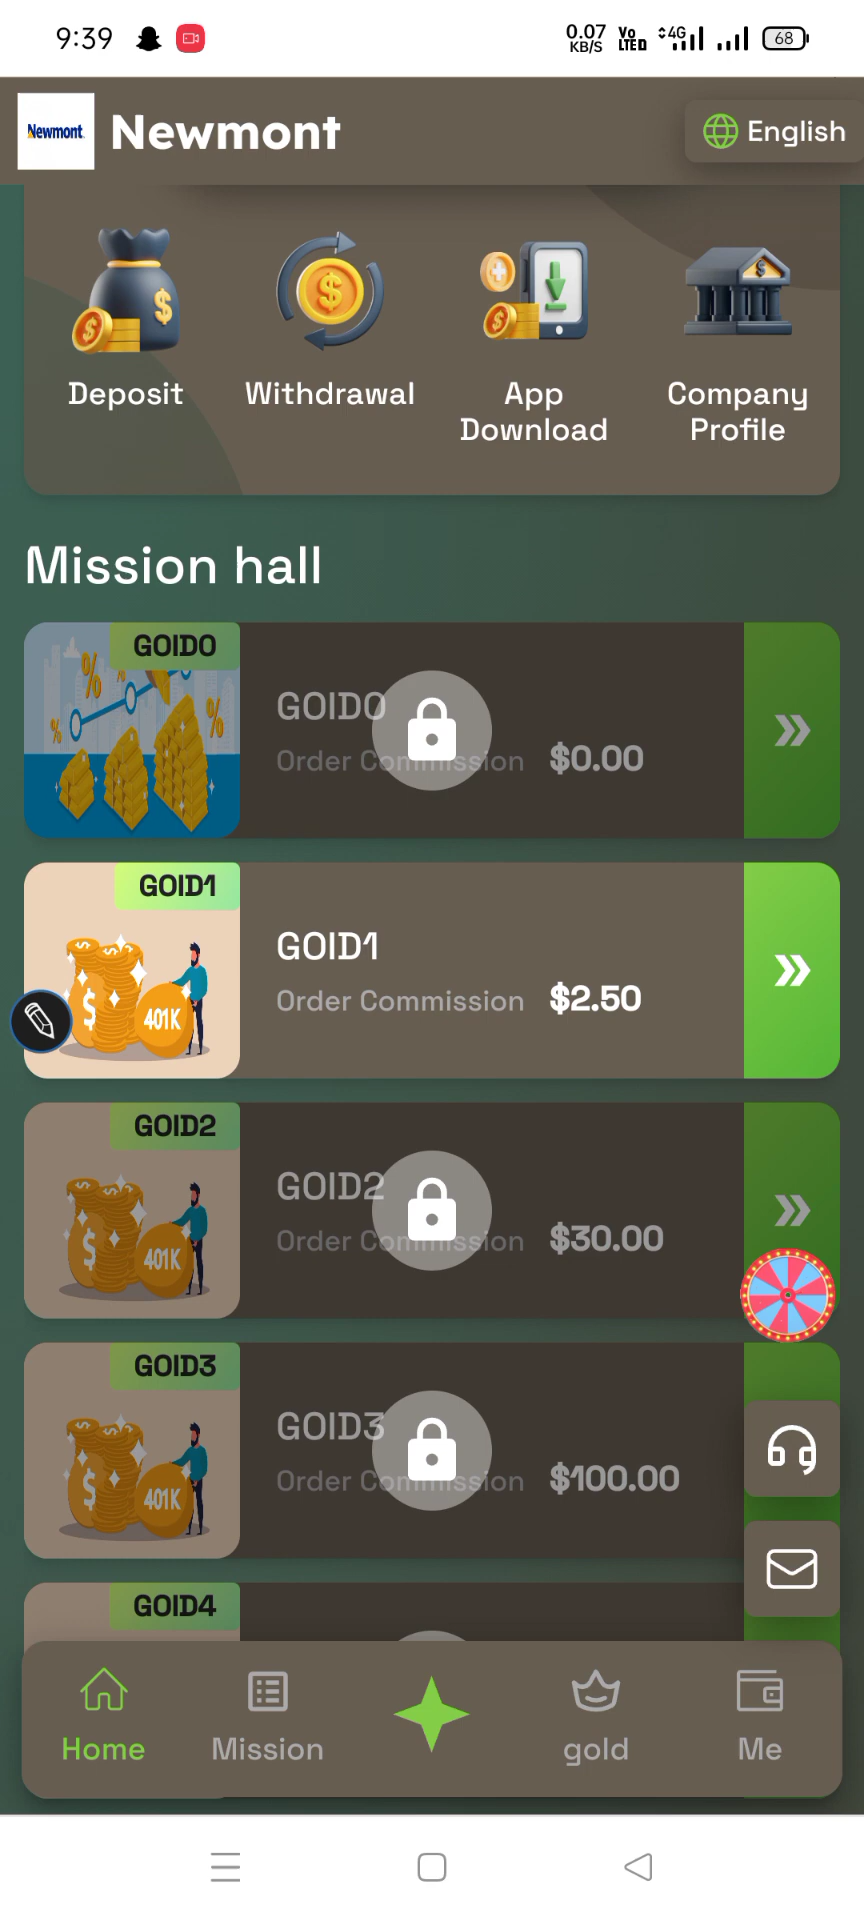 9:39
0.07
KB/S
Vo
LTE
4G
68
Newmont
Newmont
English
Deposit
Withdrawal
App
Download
Company
Profile
Mission hall
GOID0
GOID0
Order Commission $0.00
GOID1
GOID1
Order Commission $2.50
401K
GOID2
GOID2
Order Commission $30.00
401K
GOID3
GOID3
Order Commission $100.00
401K
GOID4
Home
Mission
gold
Me